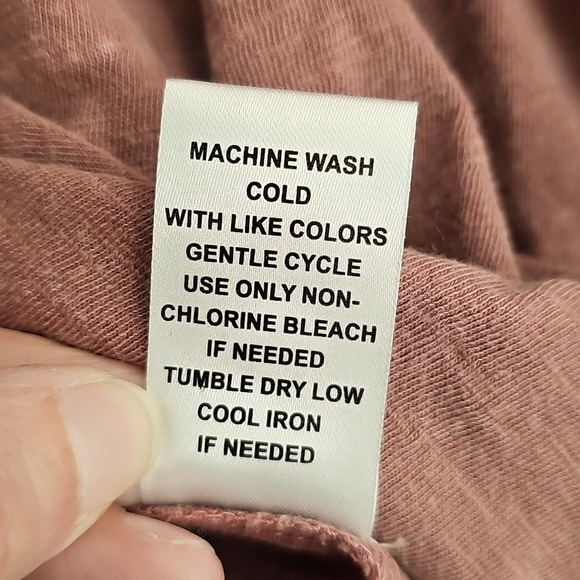 MACHINE WASH
COLD
WITH LIKE COLORS
GENTLE CYCLE
USE ONLY NON-
CHLORINE BLEACH
IF NEEDED
TUMBLE DRY LOW
COOL IRON
IF NEEDED